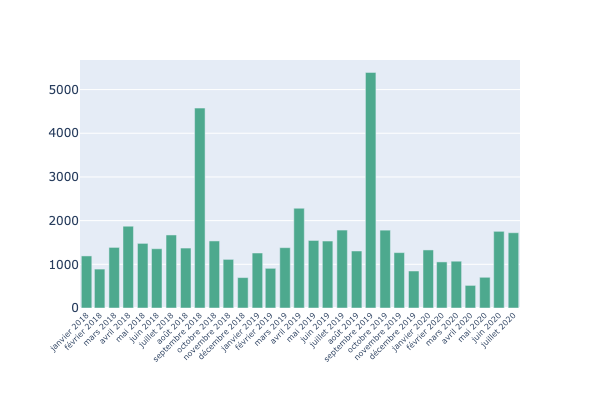 5000
4000
3000
2000
1000
0
janvier 2018
février 2018
mars 2018
avril 2018
mai 2018
juin 2018
juillet 2018
août 2018
septembre 2018
octobre 2018
novembre 2018
décembre 2018
janvier 2019
février 2019
mars 2019
avril 2019
mai 2019
juin 2019
juillet 2019
août 2019
septembre 2019
octobre 2019
novembre 2019
décembre 2019
janvier 2020
février 2020
mars 2020
avril 2020
mai 2020
juin 2020
juillet 2020